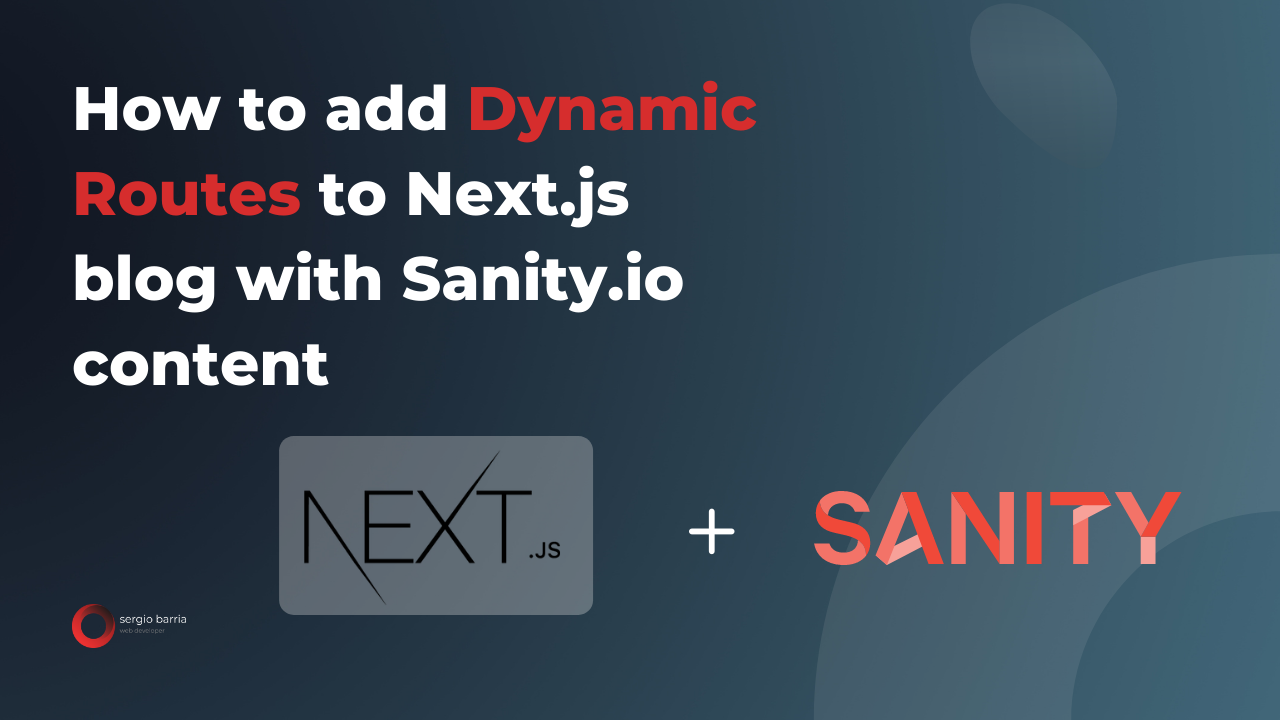 How to add Dynamic
Routes to Next.js
blog with Sanity.io
content
NEXT.JS
+
SANITY
sergio barria
web developer